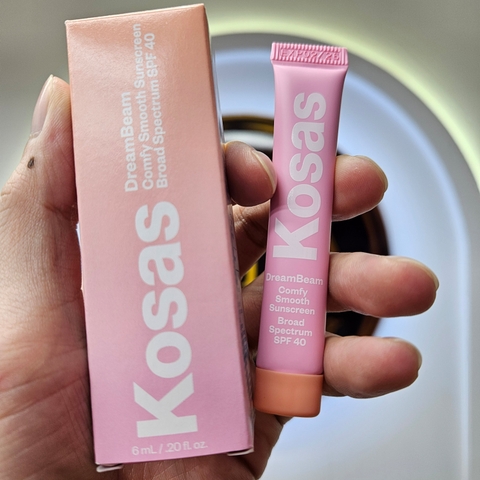 DreamBeam
Comfy Smooth Sunscreen
Broad Spectrum SPF 40
Kosas
6 mL / .20 fl. oz.
Kosas
DreamBeam
Comfy
Smooth
Sunscreen
Broad
Spectrum
SPF 40